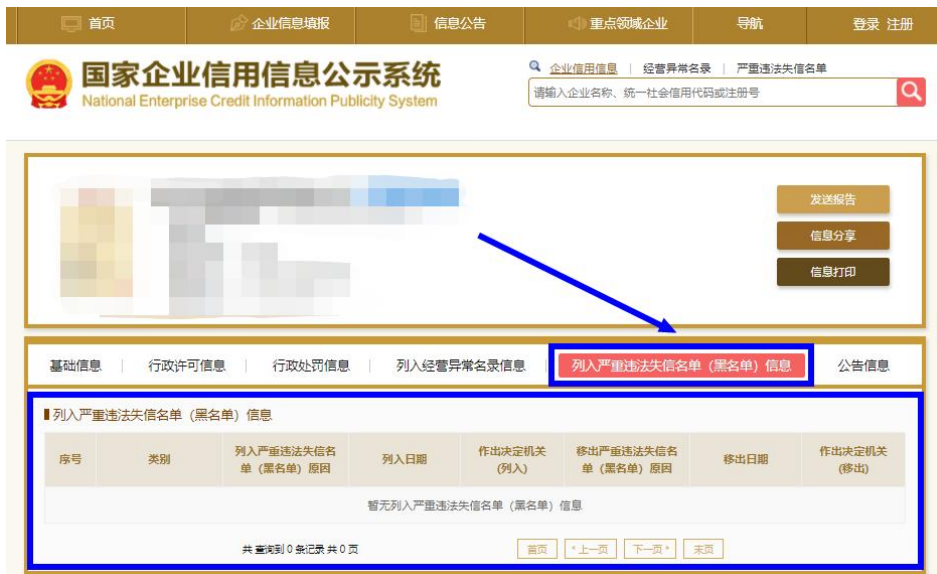 首页 企业信息填报 信息公告 重点领域企业 导航 登录 注册
企业信用信息 | 经营异常名录 | 严重违法失信名单
国家企业信用信息公示系统
National Enterprise Credit Information Publicity System
请输入企业名称、统一社会信用代码或注册号
发送报告
信息分享
信息打印
基础信息 | 行政许可信息 | 行政处罚信息 | 列入经营异常名录信息 | 列入严重违法失信名单（黑名单）信息 公告信息
列入严重违法失信名单（黑名单）信息
序号 类别 列入严重违法失信名单（黑名单）原因 列入日期 作出决定机关(列入) 移出严重违法失信名单（黑名单）原因 移出日期 作出决定机关(移出)
暂无列入严重违法失信名单（黑名单）信息
共 查询到 0 条记录 共 0 页 首页 上一页 下一页 末页